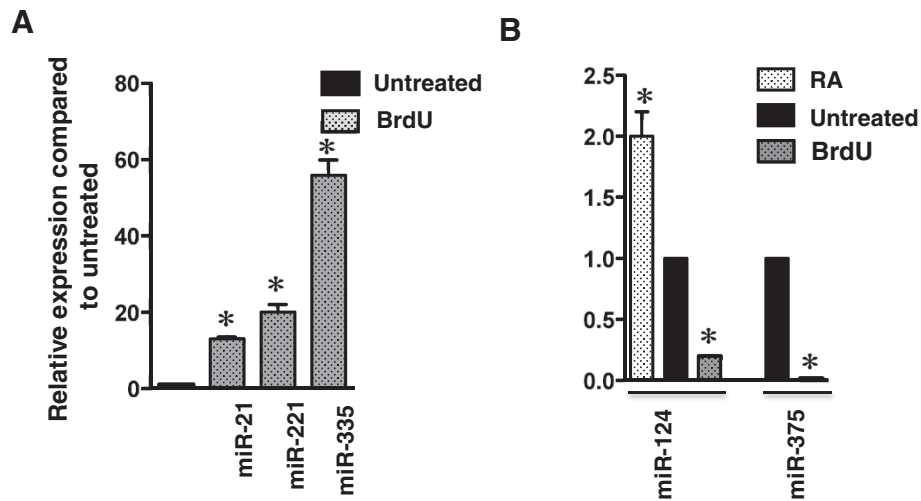 A
Relative expression compared
to untreated
80
60
40
20
0
Untreated
BrdU
*
*
*
miR-21
miR-221
miR-335
B
2.5
2.0
1.5
1.0
0.5
0.0
RA
Untreated
BrdU
*
*
*
miR-124
miR-375